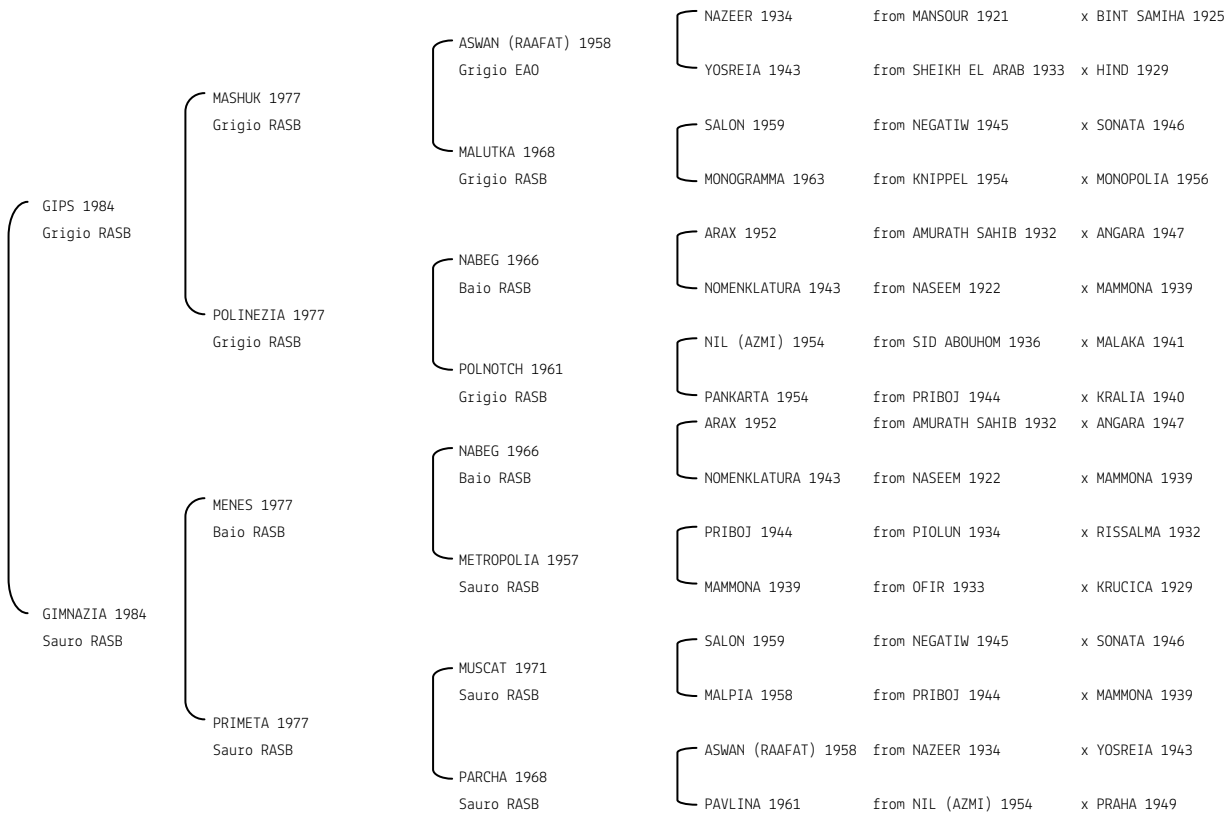 NAZEER 1934 from MANSOUR 1921 x BINT SAMIHA 1925
ASWAN (RAAFAT) 1958
Grigio EAO
YOSREIA 1943 from SHEIKH EL ARAB 1933 x HIND 1929
MASHUK 1977
Grigio RASB
SALON 1959 from NEGATIW 1945 x SONATA 1946
MALUTKA 1968
Grigio RASB
MONOGRAMMA 1963 from KNIPPEL 1954 x MONOPOLIA 1956
GIPS 1984
Grigio RASB
ARAX 1952 from AMURATH SAHIB 1932 x ANGARA 1947
NABEG 1966
Baio RASB
NOMENKLATURA 1943 from NASEEM 1922 x MAMMONA 1939
POLINEZIA 1977
Grigio RASB
NIL (AZMI) 1954 from SID ABOUHOM 1936 x MALAKA 1941
POLNOTCH 1961
Grigio RASB
PANKARTA 1954 from PRIBOJ 1944 x KRALIA 1940
ARAX 1952 from AMURATH SAHIB 1932 x ANGARA 1947
NABEG 1966
Baio RASB
NOMENKLATURA 1943 from NASEEM 1922 x MAMMONA 1939
MENES 1977
Baio RASB
PRIBOJ 1944 from PIOLUN 1934 x RISSALMA 1932
METROPOLIA 1957
Sauro RASB
MAMMONA 1939 from OFIR 1933 x KRUCICA 1929
GIMNAZIA 1984
Sauro RASB
SALON 1959 from NEGATIW 1945 x SONATA 1946
MUSCAT 1971
Sauro RASB
MALPIA 1958 from PRIBOJ 1944 x MAMMONA 1939
PRIMETA 1977
Sauro RASB
ASWAN (RAAFAT) 1958 from NAZEER 1934 x YOSREIA 1943
PARCHA 1968
Sauro RASB
PAVLINA 1961 from NIL (AZMI) 1954 x PRAHA 1949